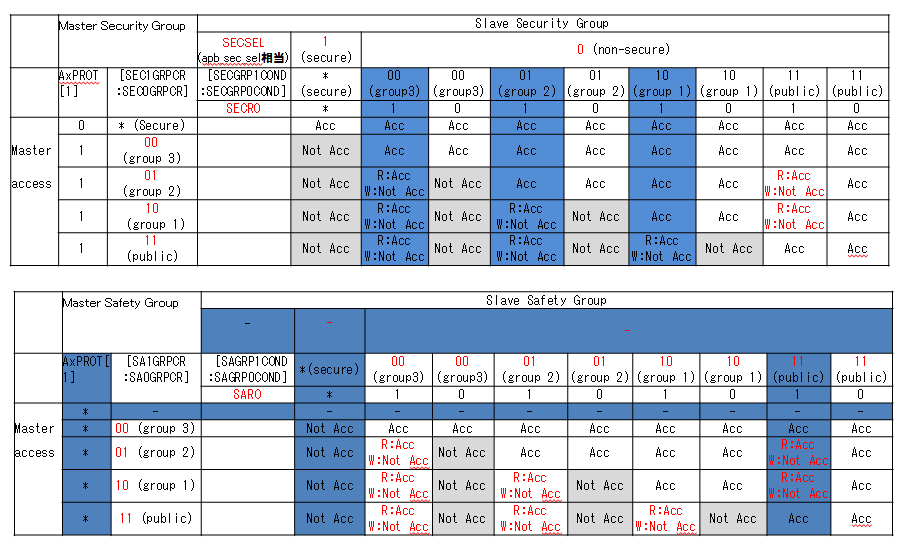 Master Security Group Slave Security Group
SECSEL 1 0 (non-secure)
(apb_sec_sel相当) (secure)
AxPROT [SEC1GRPCR [SECGRP1COND * 00 00 01 01 10 10 11 11
[1] :SEC0GRPCR] :SECGRP0COND] (secure) (group3) (group3) (group 2) (group 2) (group 1) (group 1) (public) (public)
SECRO * 1 0 1 0 1 0 1 0
0 * (Secure) Acc Acc Acc Acc Acc Acc Acc Acc Acc
Master 1 00 Not Acc Acc Acc Acc Acc Acc Acc Acc Acc
(group 3)
access 1 01 Not Acc R:Acc Not Acc Acc Acc Acc Acc R:Acc Acc
(group 2) W:Not Acc W:Not Acc
1 10 Not Acc R:Acc Not Acc R:Acc Not Acc Acc Acc R:Acc Acc
(group 1) W:Not Acc W:Not Acc W:Not Acc
1 11 Not Acc R:Acc Not Acc R:Acc Not Acc R:Acc Not Acc Acc Acc
(public) W:Not Acc W:Not Acc W:Not Acc
Master Safety Group Slave Safety Group
- - -
AxPROT[ [SA1GRPCR [SAGRP1COND *(secure) 00 00 01 01 10 10 11 11
1] :SA0GRPCR] :SAGRP0COND] (group3) (group3) (group 2) (group 2) (group 1) (group 1) (public) (public)
SARO * 1 0 1 0 1 0 1 0
* - - - - - - - - - -
Master * 00 (group 3) Not Acc Acc Acc Acc Acc Acc Acc Acc Acc
access * 01 (group 2) Not Acc R:Acc Not Acc Acc Acc Acc Acc R:Acc Acc
W:Not Acc W:Not Acc
* 10 (group 1) Not Acc R:Acc Not Acc R:Acc Not Acc Acc Acc R:Acc Acc
W:Not Acc W:Not Acc W:Not Acc
* 11 (public) Not Acc R:Acc Not Acc R:Acc Not Acc R:Acc Not Acc Acc Acc
W:Not Acc W:Not Acc W:Not Acc